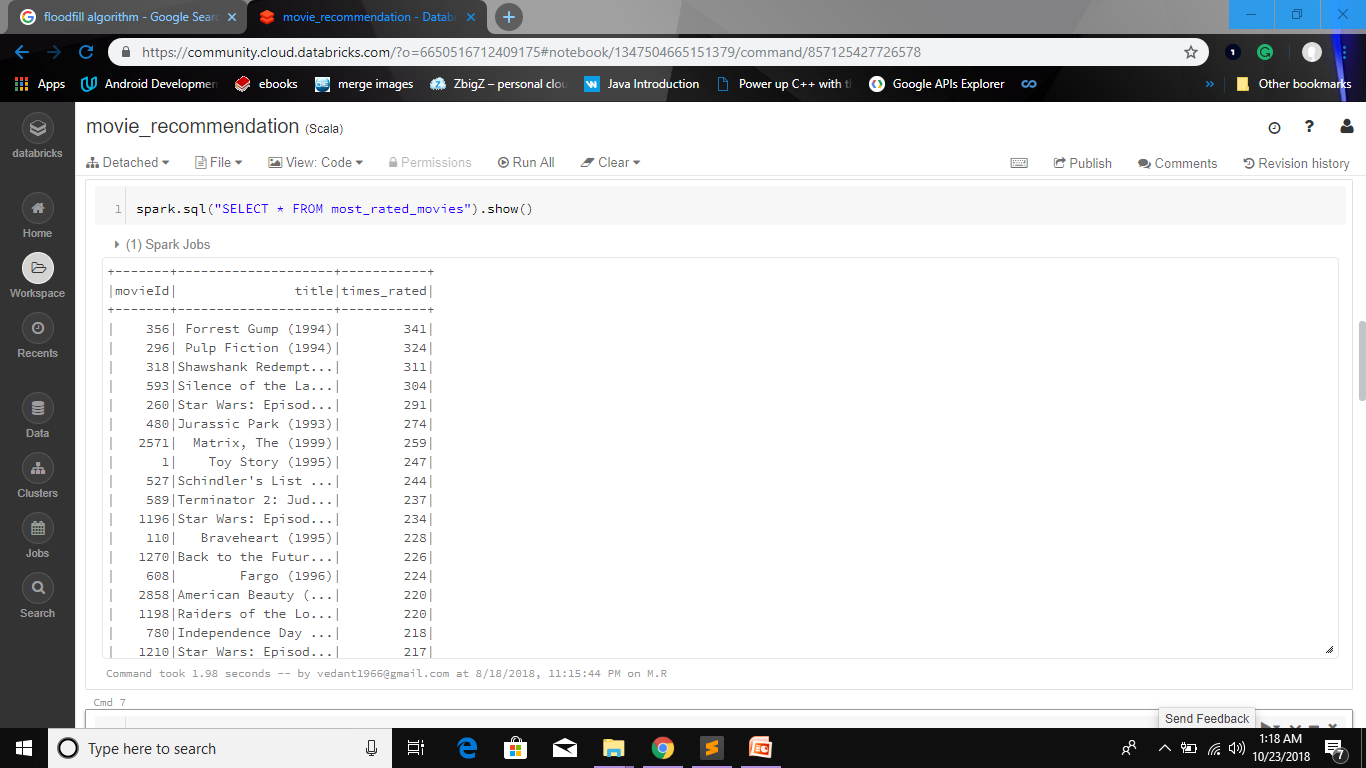 floodfill algorithm - Google Sear
movie_recommendation - Datab
https://community.cloud.databricks.com/?o=6650516712409175#notebook/1347504665151379/command/857125427726578
Apps
Android Developmen
ebooks
merge images
ZbigZ – personal clou
Java Introduction
Power up C++ with t
Google APIs Explorer
»
Other bookmarks
databricks
Home
Workspace
Recents
Data
Clusters
Jobs
Search
movie_recommendation (Scala)
?
Detached File View: Code Permissions Run All Clear Publish Comments Revision history
1 spark.sql("SELECT * FROM most_rated_movies").show()
(1) Spark Jobs
+-------+--------------------+-----------+
|movieId|               title|times_rated|
+-------+--------------------+-----------+
|    356| Forrest Gump (1994)|        341|
|    296| Pulp Fiction (1994)|        324|
|    318|Shawshank Redempt...|        311|
|    593|Silence of the La...|        304|
|    260|Star Wars: Episod...|        291|
|    480|Jurassic Park (1993)|        274|
|   2571|  Matrix, The (1999)|        259|
|      1|    Toy Story (1995)|        247|
|    527|Schindler's List ...|        244|
|    589|Terminator 2: Jud...|        237|
|   1196|Star Wars: Episod...|        234|
|    110|   Braveheart (1995)|        228|
|   1270|Back to the Futur...|        226|
|    608|        Fargo (1996)|        224|
|   2858|American Beauty (...|        220|
|   1198|Raiders of the Lo...|        220|
|    780|Independence Day ...|        218|
|   1210|Star Wars: Episod...|        217|
Command took 1.98 seconds -- by vedant1966@gmail.com at 8/18/2018, 11:15:44 PM on M.R
Cmd 7
Send Feedback
Type here to search
1:18 AM
10/23/2018
7